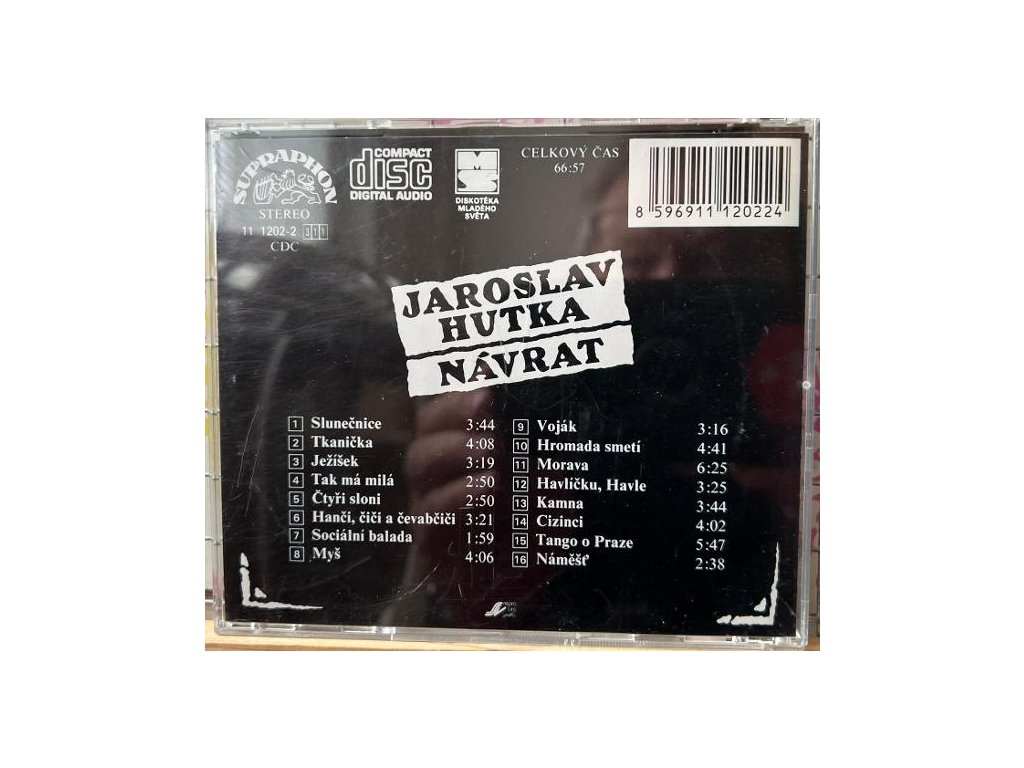 SUPRAPHON
STEREO
11 1202-2 311
CDC
COMPACT
disc
DIGITAL AUDIO
DISKOTÉKA
MLADÉHO
SVĚTA
CELKOVÝ ČAS
66:57
8 596911 120224
JAROSLAV
HUTKA
NÁVRAT
1 Slunečnice 3:44
2 Tkanička 4:08
3 Ježíšek 3:19
4 Tak má milá 2:50
5 Čtyři sloni 2:50
6 Hanči, čiči a čevabčiči 3:21
7 Sociální balada 1:59
8 Myš 4:06
9 Voják 3:16
10 Hromada smetí 4:41
11 Morava 6:25
12 Havlíčku, Havle 3:25
13 Kamna 3:44
14 Cizinci 4:02
15 Tango o Praze 5:47
16 Náměšť 2:38